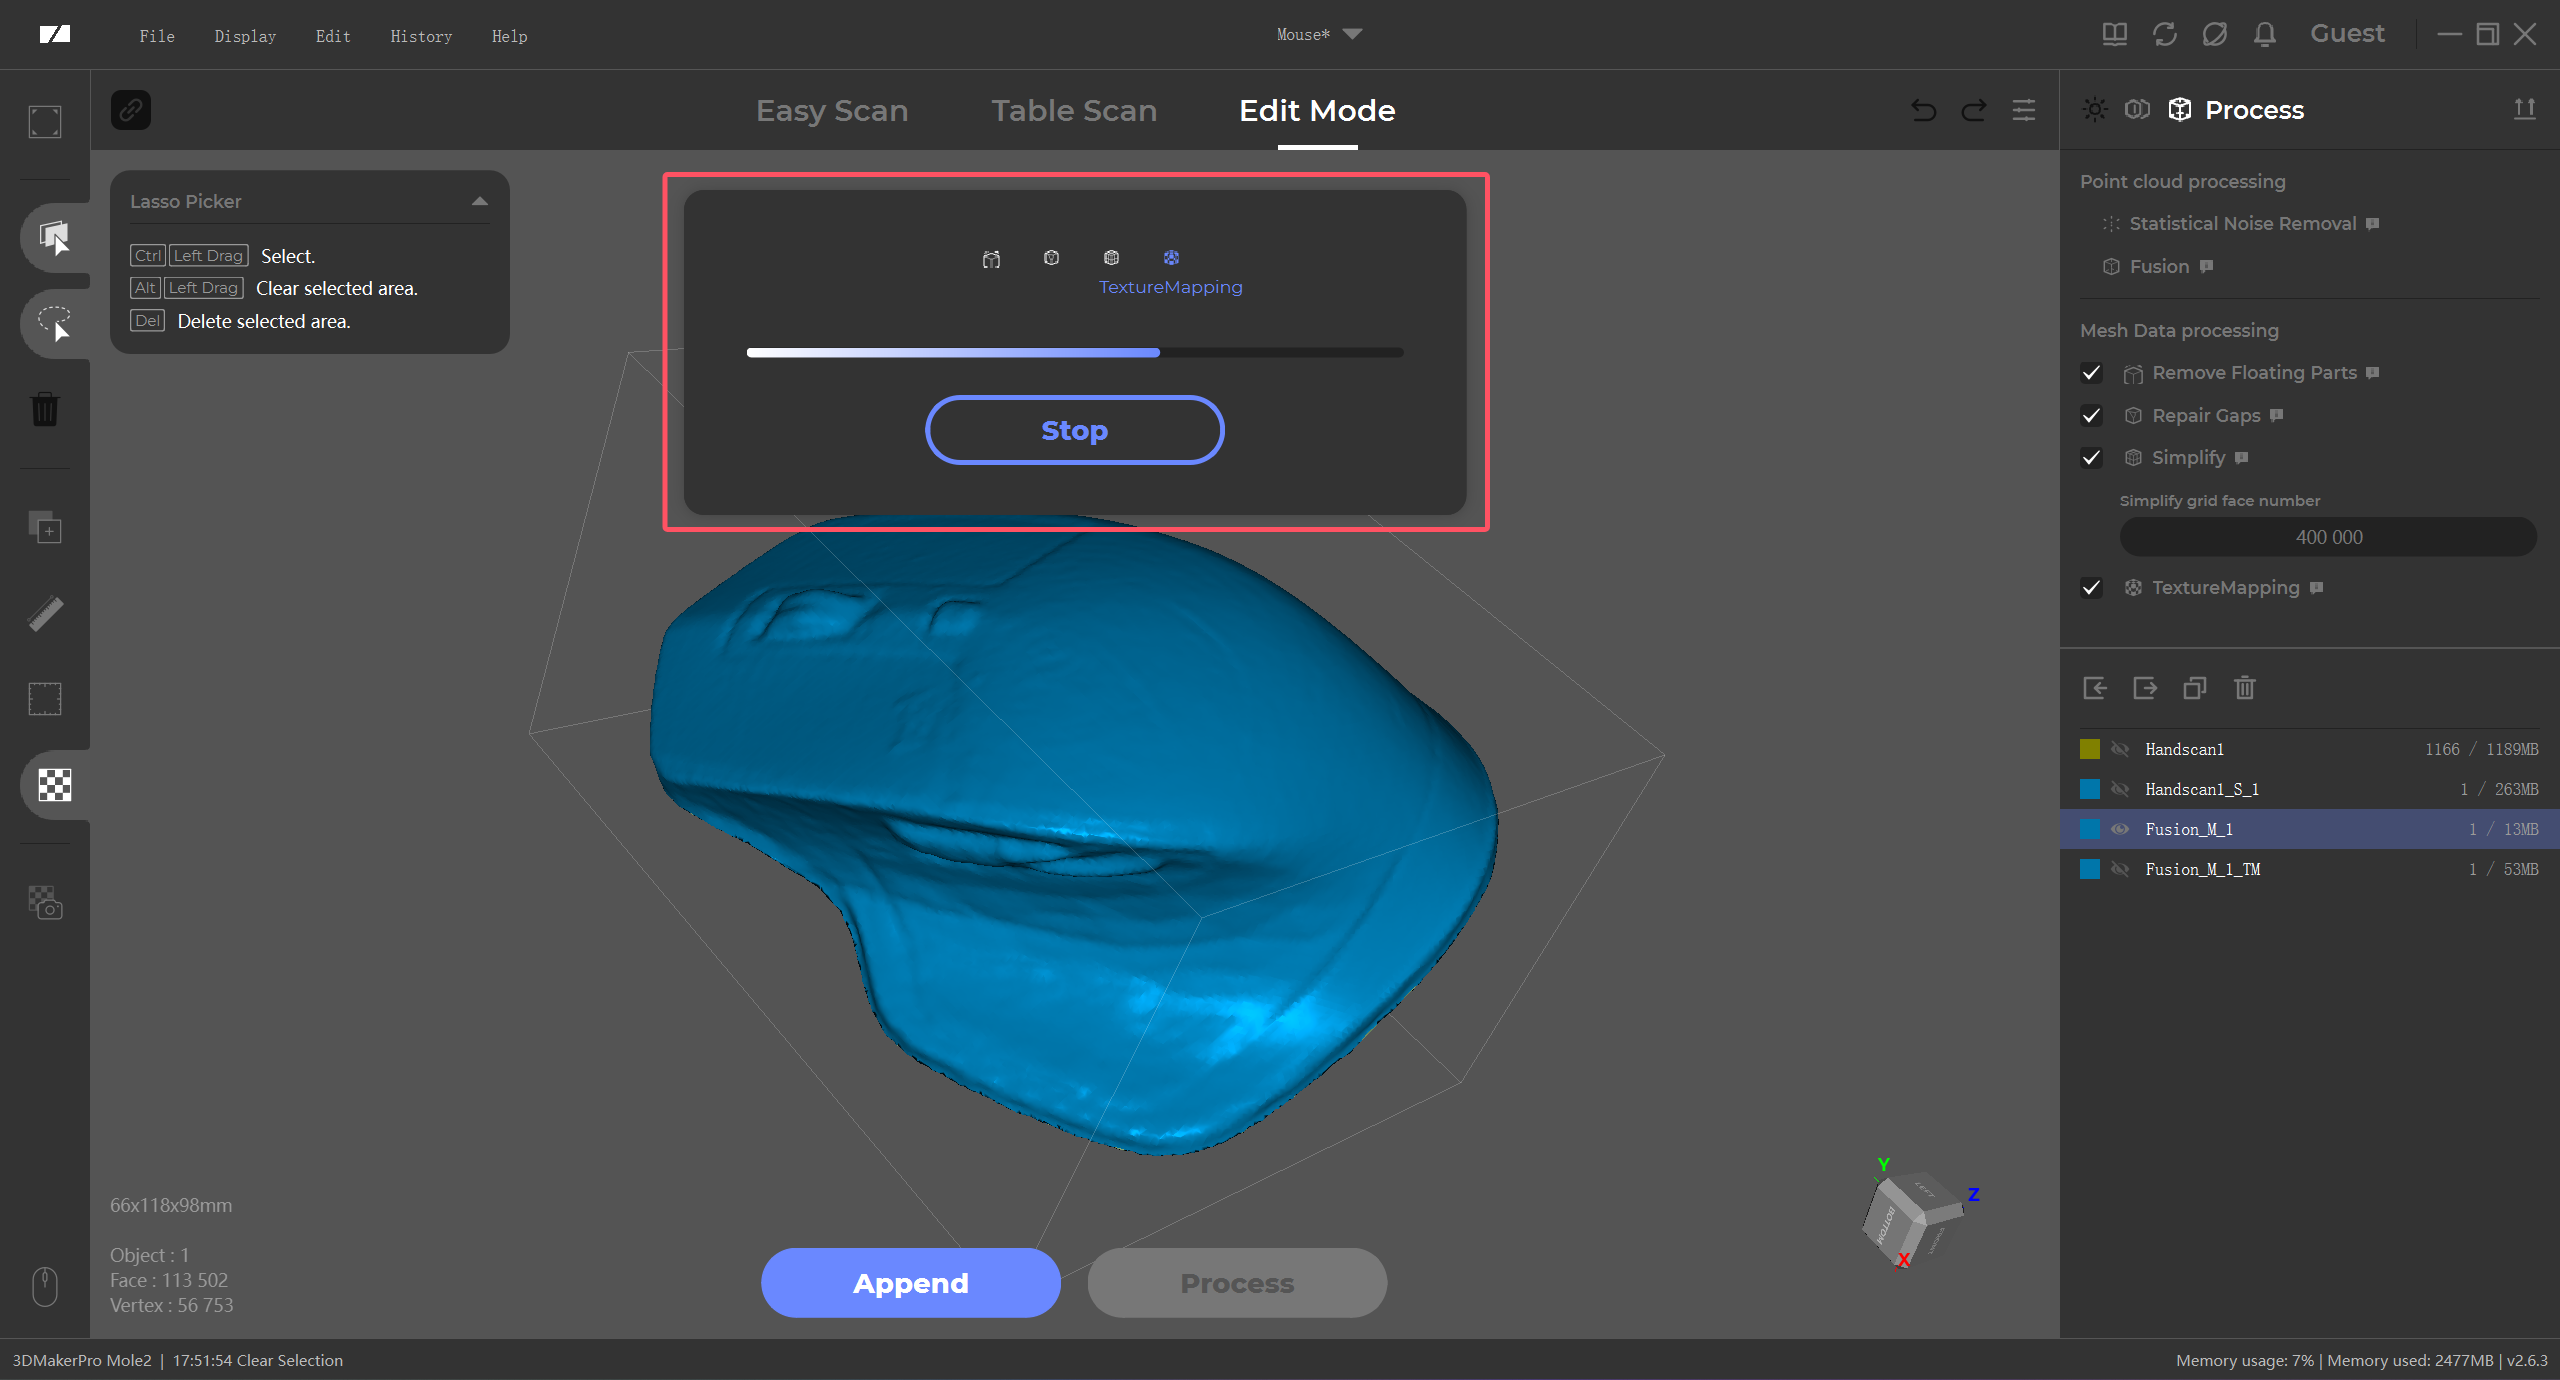 File Display Edit History Help
Mouse*
Guest
Easy Scan Table Scan Edit Mode
Process
Lasso Picker
Ctrl Left Drag Select.
Alt Left Drag Clear selected area.
Del Delete selected area.
TextureMapping
Stop
Point cloud processing
Statistical Noise Removal
Fusion
Mesh Data processing
Remove Floating Parts
Repair Gaps
Simplify
Simplify grid face number
400 000
TextureMapping
Handscan1 1166 / 1189MB
Handscan1_S_1 1 / 263MB
Fusion_M_1 1 / 13MB
Fusion_M_1_TM 1 / 53MB
66x118x98mm
Object : 1
Face : 113 502
Vertex : 56 753
Y
Z
LEFT
BOTTOM
X
Append Process
3DMakerPro Mole2 | 17:51:54 Clear Selection
Memory usage: 7% | Memory used: 2477MB | v2.6.3